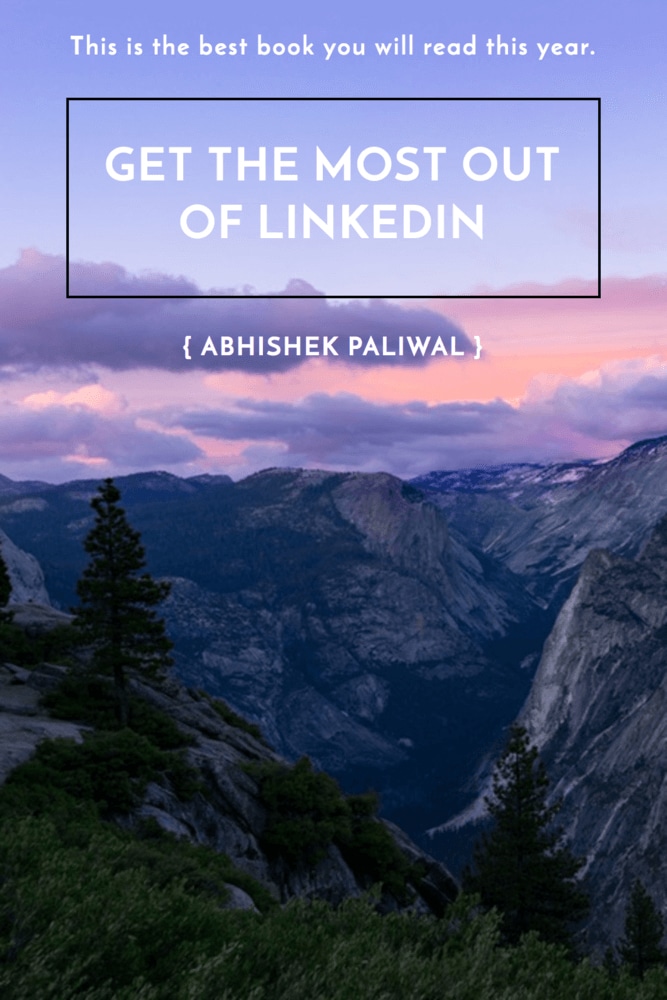 This is the best book you will read this year.
GET THE MOST OUT
OF LINKEDIN
{ ABHISHEK PALIWAL }